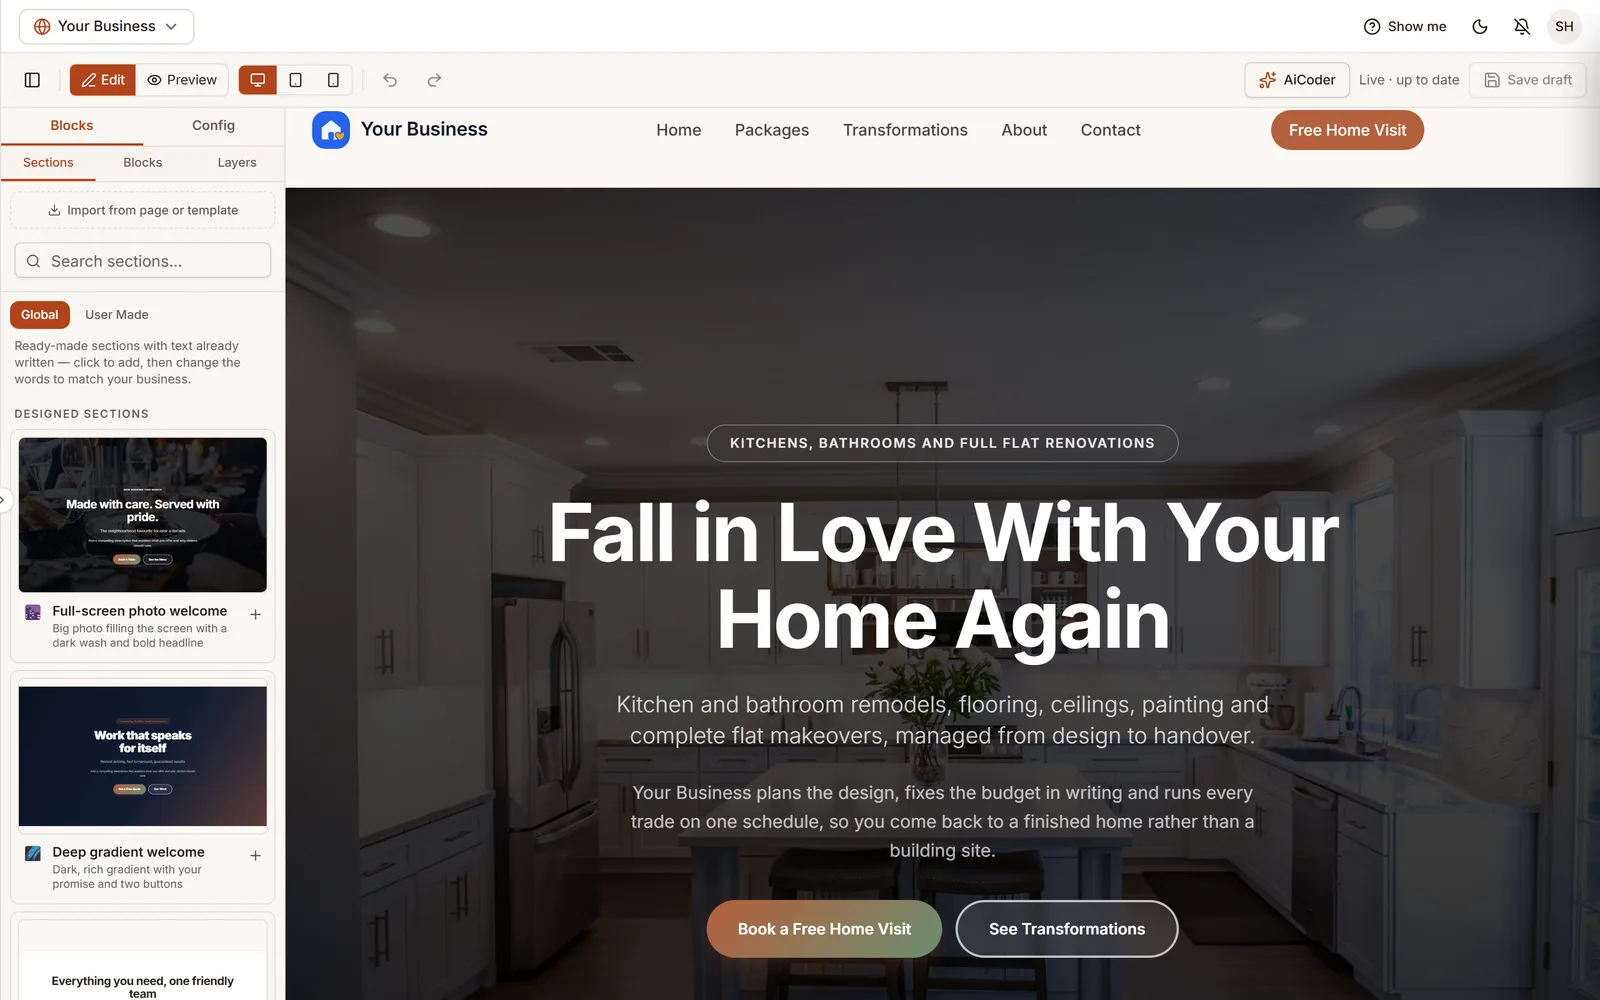 Your Business
Show me
SH
Edit
Preview
AiCoder
Live · up to date
Save draft
Blocks
Config
Sections
Blocks
Layers
Import from page or template
Search sections...
Global
User Made
Ready-made sections with text already
written — click to add, then change the
words to match your business.
DESIGNED SECTIONS
Made with care. Served with
pride.
The neighbourhood favourite for over a decade
Full-screen photo welcome
Big photo filling the screen with a
dark wash and bold headline
Work that speaks
for itself
Deep gradient welcome
Dark, rich gradient with your
promise and two buttons
Everything you need, one friendly
team
Your Business
Home
Packages
Transformations
About
Contact
Free Home Visit
KITCHENS, BATHROOMS AND FULL FLAT RENOVATIONS
Fall in Love With Your
Home Again
Kitchen and bathroom remodels, flooring, ceilings, painting and
complete flat makeovers, managed from design to handover.
Your Business plans the design, fixes the budget in writing and runs every
trade on one schedule, so you come back to a finished home rather than a
building site.
Book a Free Home Visit
See Transformations